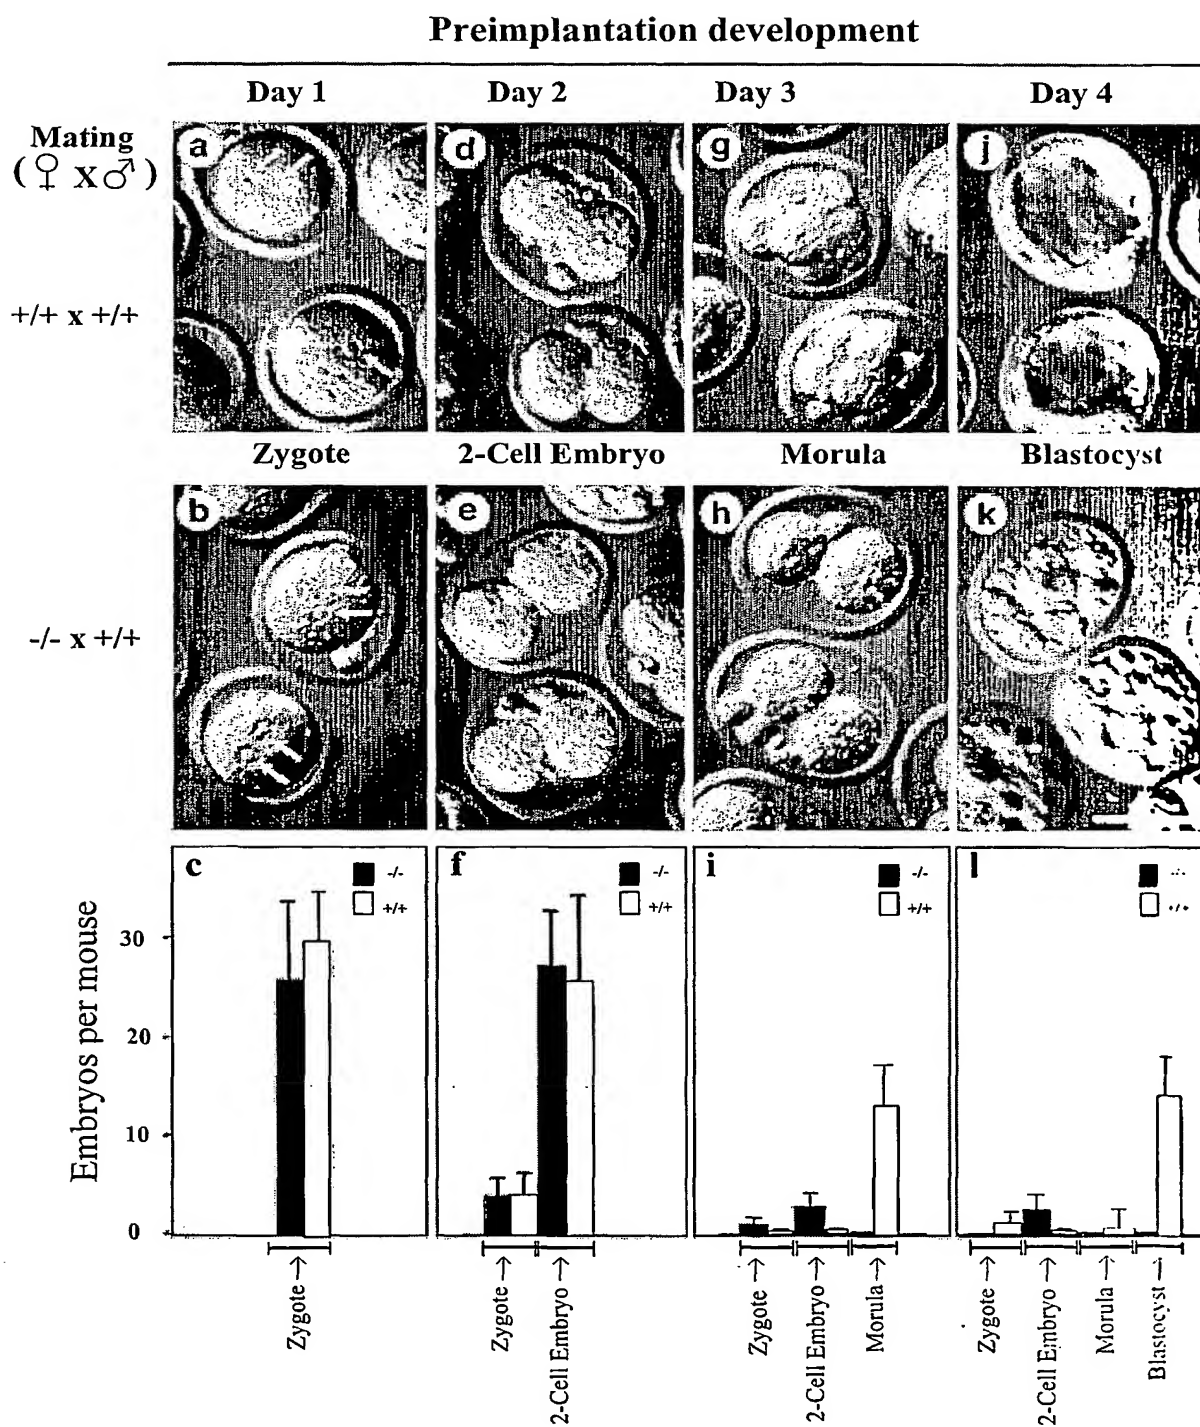 Preimplantation development
Day 1 Day 2 Day 3 Day 4
Mating
(♀ X ♂)
a d g j
+/+ x +/+
Zygote 2-Cell Embryo Morula Blastocyst
b e h k
-/- x +/+
c f i l
-/- -/- -/- -/-
+/+ +/+ +/+ +/+
Embryos per mouse
30
20
10
0
Zygote →
Zygote →
2-Cell Embryo →
Zygote →
2-Cell Embryo →
Morula →
Zygote →
2-Cell Embryo →
Morula →
Blastocyst →